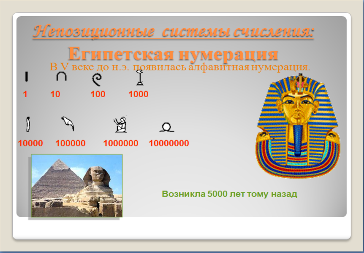 Непозиционные системы счисления:
Египетская нумерация
В V веке до н.э. появилась алфавитная нумерация
1 10 100 1000
10000 100000 1000000 10000000
Возникла 5000 лет тому назад